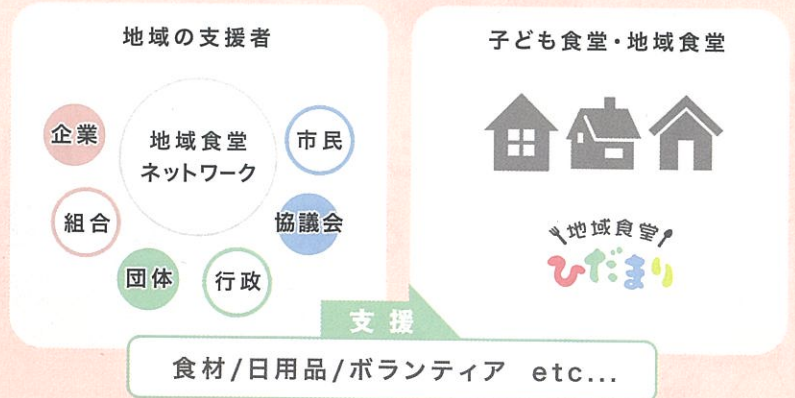 地域の支援者
企業
地域食堂
ネットワーク
市民
組合
協議会
団体
行政
子ども食堂・地域食堂
地域食堂
ひだまり
支援
食材/日用品/ボランティア etc...